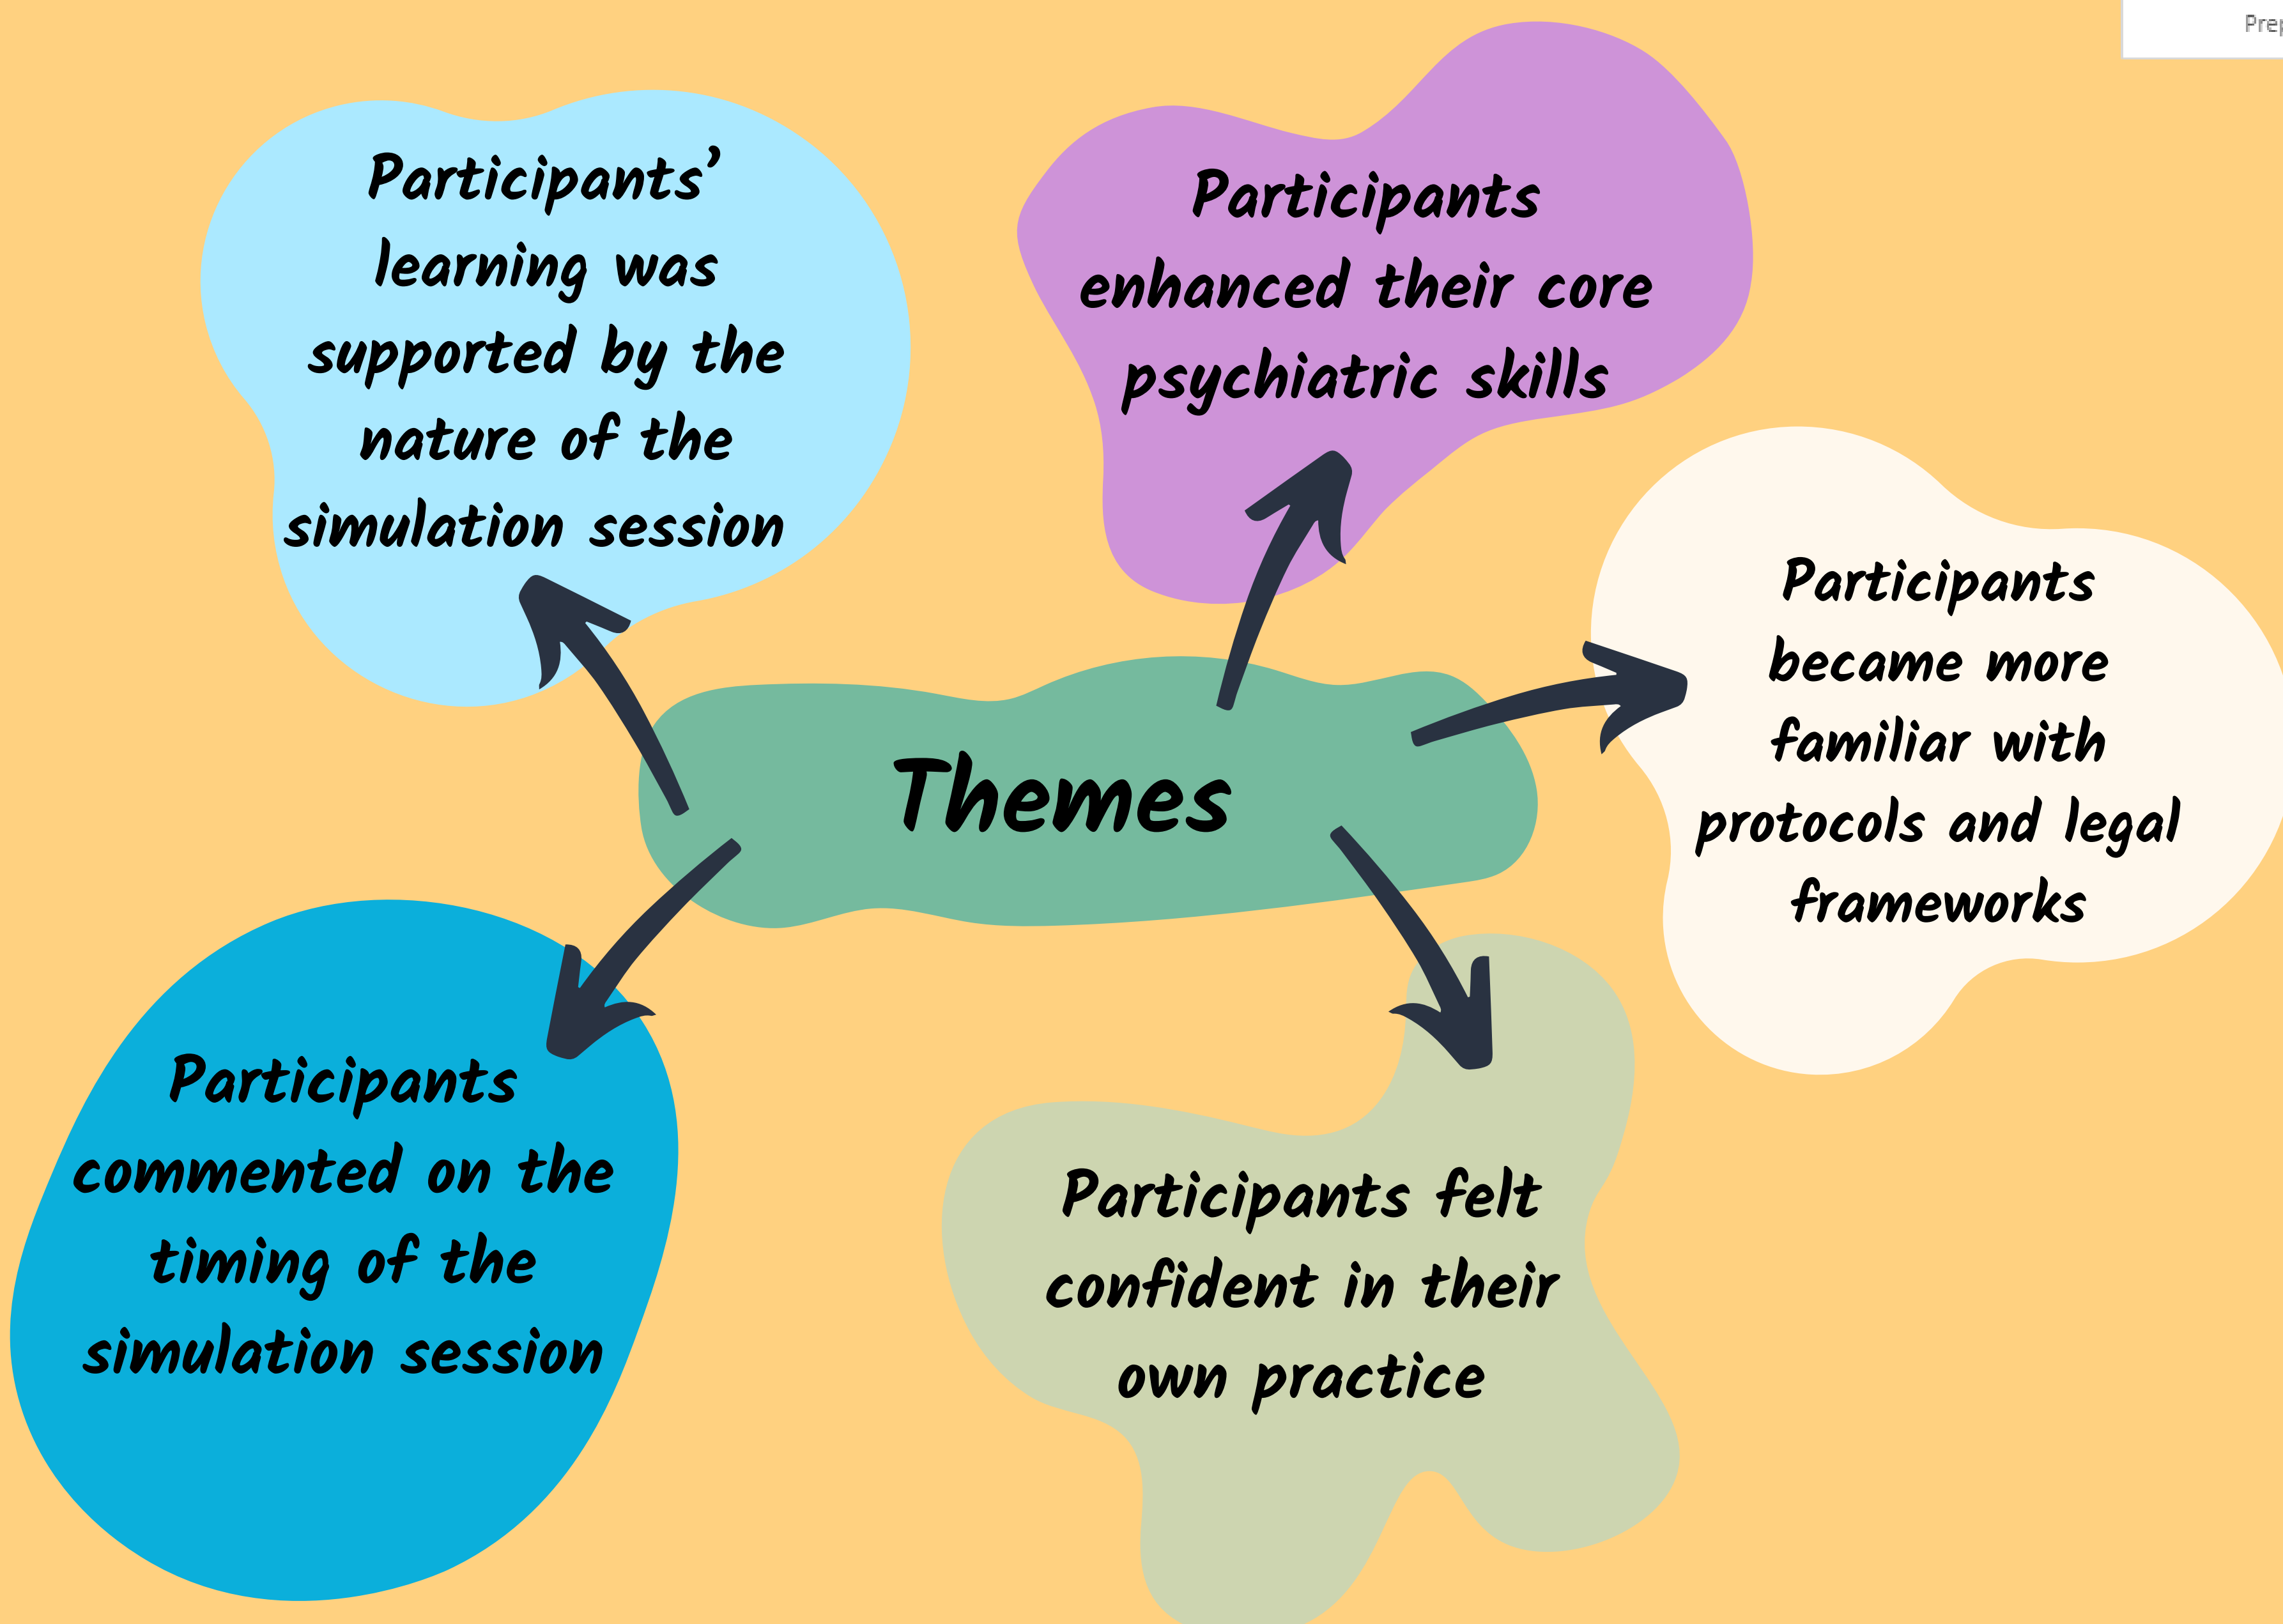 Participants’
learning was
supported by the
nature of the
simulation session
Participants
enhanced their core
psychiatric skills
Participants
became more
familiar with
protocols and legal
frameworks
Themes
Participants
commented on the
timing of the
simulation session
Participants felt
confident in their
own practice